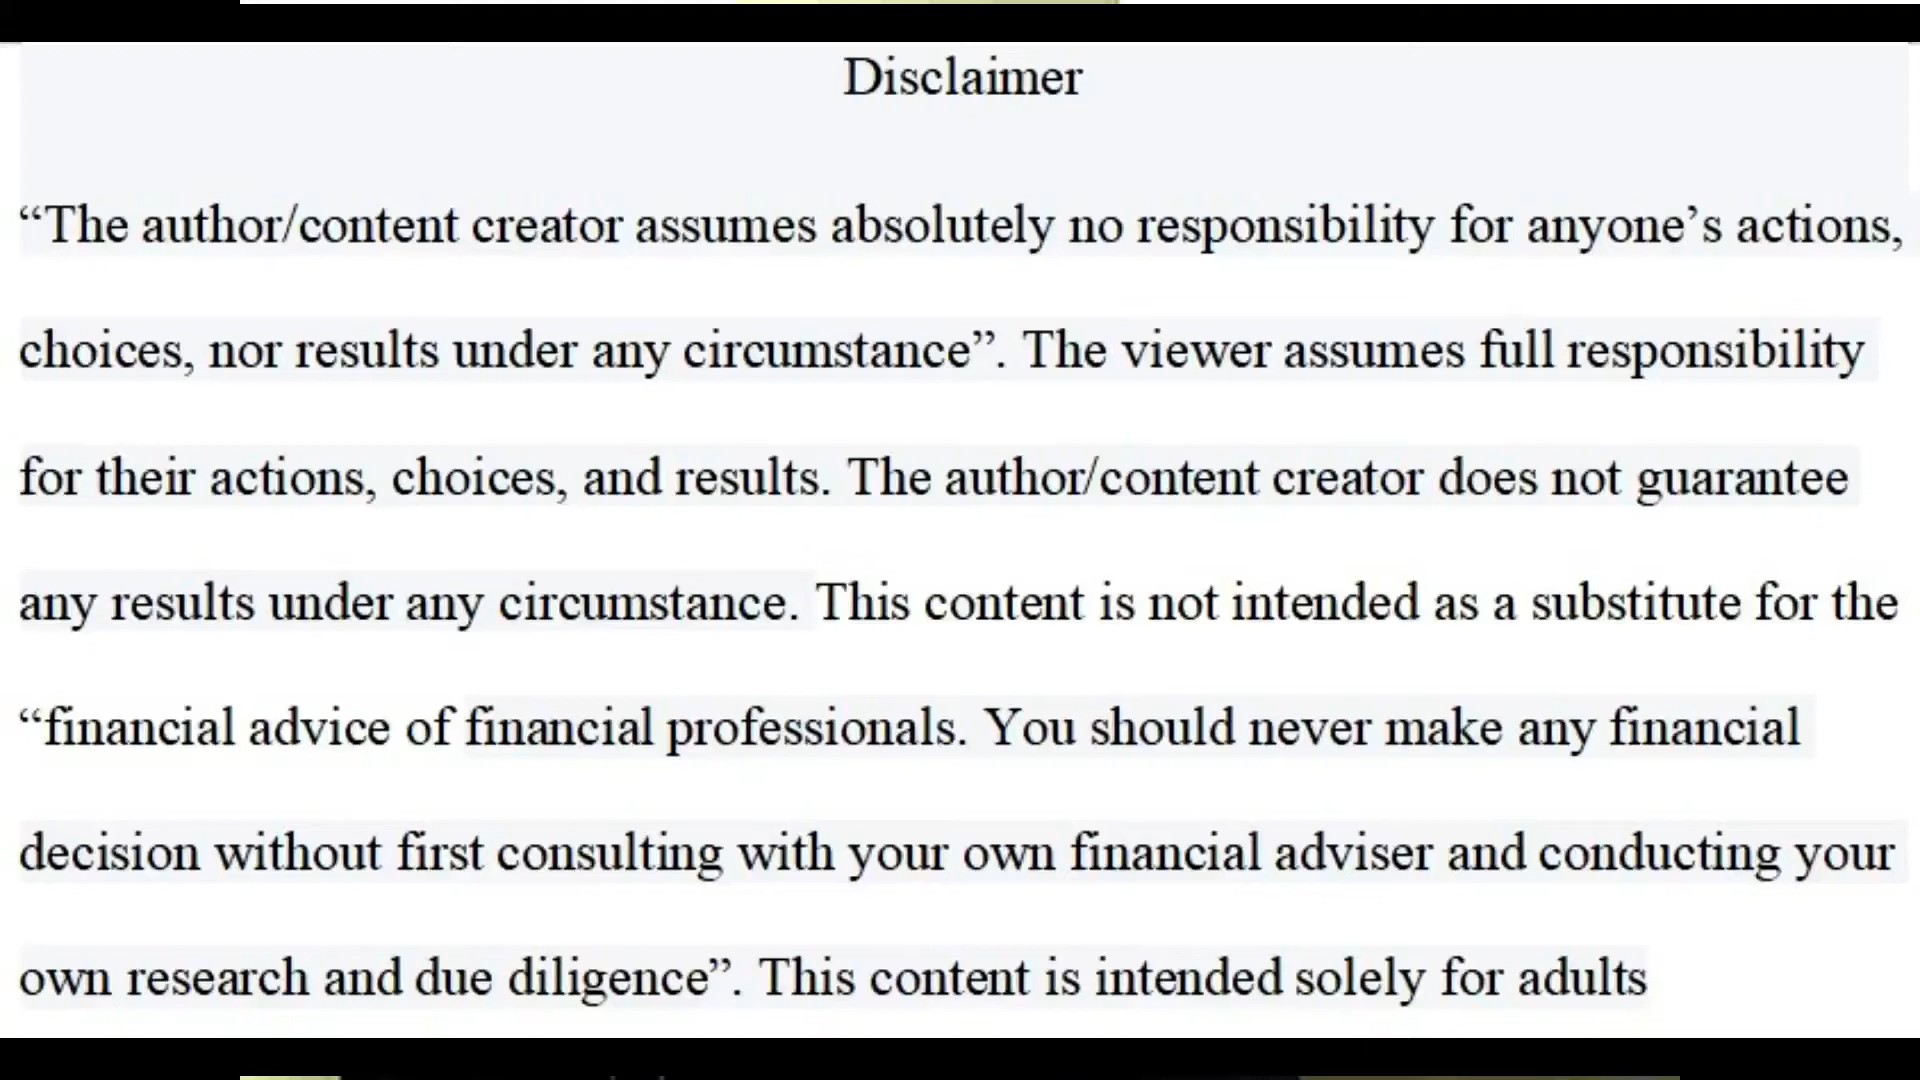 Disclaimer
“The author/content creator assumes absolutely no responsibility for anyone’s actions,
choices, nor results under any circumstance”. The viewer assumes full responsibility
for their actions, choices, and results. The author/content creator does not guarantee
any results under any circumstance. This content is not intended as a substitute for the
“financial advice of financial professionals. You should never make any financial
decision without first consulting with your own financial adviser and conducting your
own research and due diligence”. This content is intended solely for adults